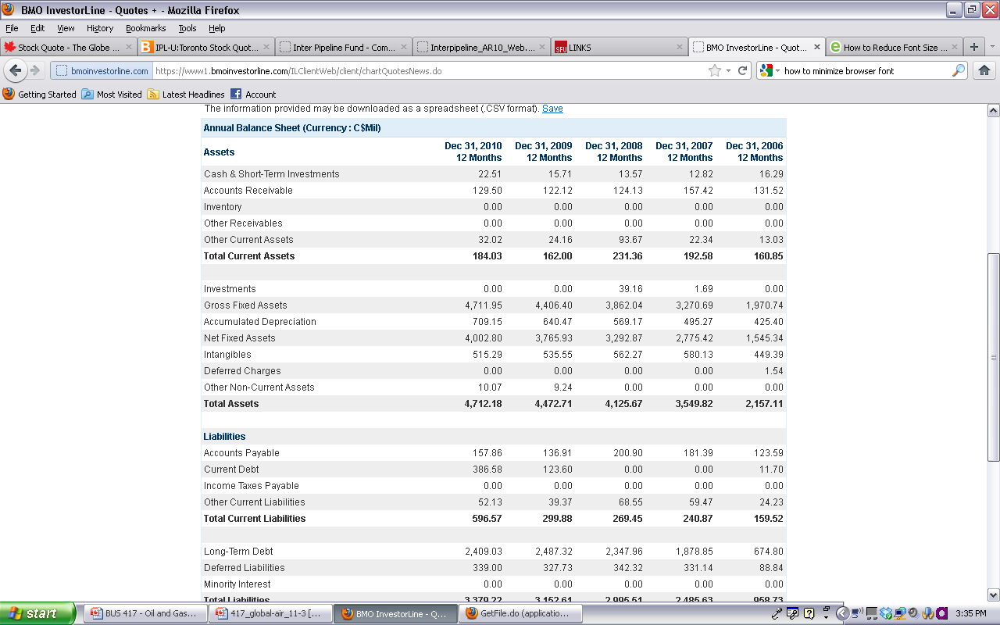 BMO InvestorLine - Quotes + - Mozilla Firefox
File Edit View History Bookmarks Tools Help
Stock Quote - The Globe ... IPL-U:Toronto Stock Quot... Inter Pipeline Fund - Com... Interpipeline_AR10_Web.... SFU LINKS BMO InvestorLine - Quot... How to Reduce Font Size ...
bmoinvestorline.com https://www1.bmoinvestorline.com/ILClientWeb/client/chartQuotesNews.do how to minimize browser font
Getting Started Most Visited Latest Headlines Account
The information provided may be downloaded as a spreadsheet (.CSV format). Save
Annual Balance Sheet (Currency : C$Mil)
Assets Dec 31, 2010 12 Months Dec 31, 2009 12 Months Dec 31, 2008 12 Months Dec 31, 2007 12 Months Dec 31, 2006 12 Months
Cash & Short-Term Investments 22.51 15.71 13.57 12.82 16.29
Accounts Receivable 129.50 122.12 124.13 157.42 131.52
Inventory 0.00 0.00 0.00 0.00 0.00
Other Receivables 0.00 0.00 0.00 0.00 0.00
Other Current Assets 32.02 24.16 93.67 22.34 13.03
Total Current Assets 184.03 162.00 231.36 192.58 160.85
Investments 0.00 0.00 39.16 1.69 0.00
Gross Fixed Assets 4,711.95 4,406.40 3,862.04 3,270.69 1,970.74
Accumulated Depreciation 709.15 640.47 569.17 495.27 425.40
Net Fixed Assets 4,002.80 3,765.93 3,292.87 2,775.42 1,545.34
Intangibles 515.29 535.55 562.27 580.13 449.39
Deferred Charges 0.00 0.00 0.00 0.00 1.54
Other Non-Current Assets 10.07 9.24 0.00 0.00 0.00
Total Assets 4,712.18 4,472.71 4,125.67 3,549.82 2,157.11
Liabilities
Accounts Payable 157.86 136.91 200.90 181.39 123.59
Current Debt 386.58 123.60 0.00 0.00 11.70
Income Taxes Payable 0.00 0.00 0.00 0.00 0.00
Other Current Liabilities 52.13 39.37 68.55 59.47 24.23
Total Current Liabilities 596.57 299.88 269.45 240.87 159.52
Long-Term Debt 2,409.03 2,487.32 2,347.96 1,878.85 674.80
Deferred Liabilities 339.00 327.73 342.32 331.14 88.84
Minority Interest 0.00 0.00 0.00 0.00 0.00
Total Liabilities 3,379.22 3,152.61 2,995.51 2,485.63 958.73
start BUS 417 - Oil and Gas... 417_global-air_11-3 [... BMO InvestorLine - Q... GetFile.do (applicatio... 3:35 PM